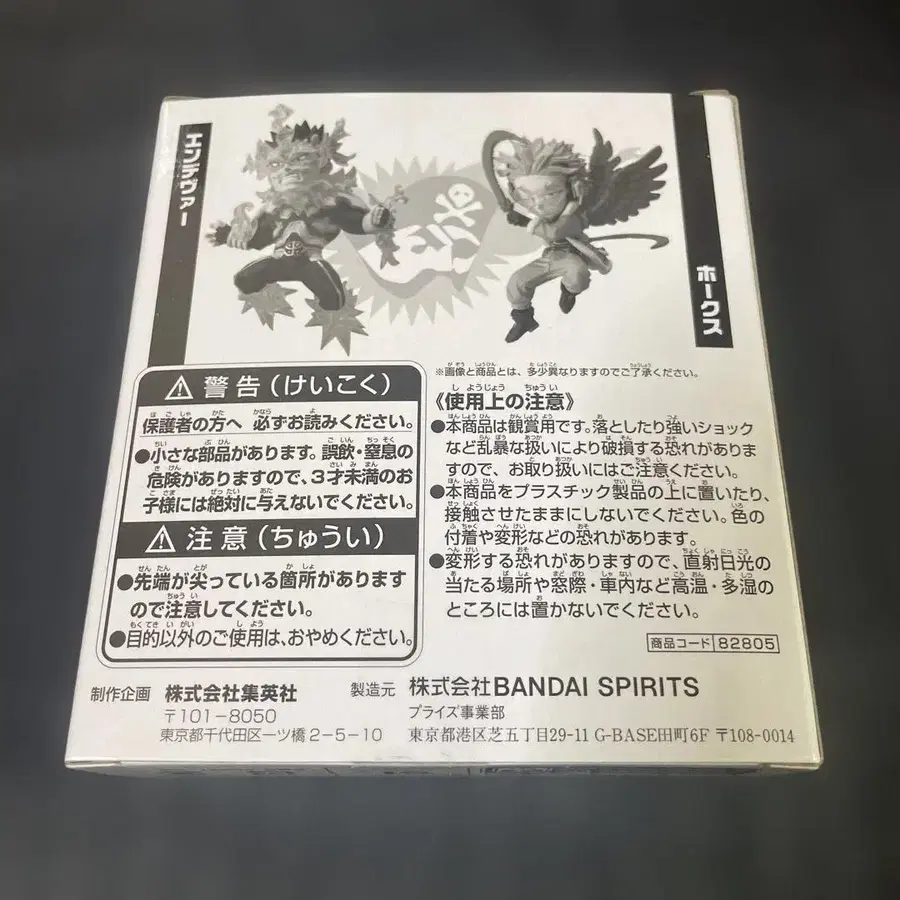 エンデヴァー
ホークス
※画像と商品とは、多少異なりますのでご了承ください。
⚠ 警告(けいこく)
保護者の方へ 必ずお読みください。
●小さな部品があります。誤飲・窒息の
危険がありますので、3才未満のお
子様には絶対に与えないでください。
⚠ 注意(ちゅうい)
●先端が尖っている箇所があります
ので注意してください。
●目的以外のご使用は、おやめください。
《使用上の注意》
●本商品は観賞用です。落としたり強いショック
など乱暴な扱いにより破損する恐れがあり
ますので、お取り扱いにはご注意ください。
●本商品をプラスチック製品の上に置いたり、
接触させたままにしないでください。色の
付着や変形などの恐れがあります。
●変形する恐れがありますので、直射日光の
当たる場所や窓際・車内など高温・多湿の
ところには置かないでください。
商品コード 82805
制作企画 株式会社集英社
〒101-8050
東京都千代田区一ツ橋2-5-10
製造元 株式会社BANDAI SPIRITS
プライズ事業部
東京都港区芝五丁目29-11 G-BASE田町6F 〒108-0014